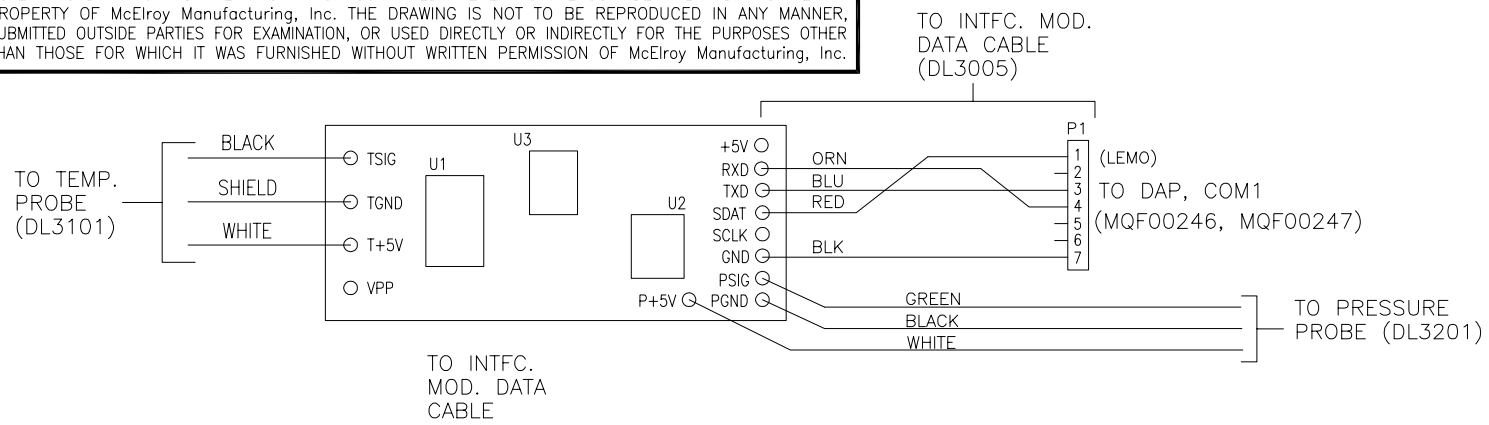 PROPERTY OF McElroy Manufacturing, Inc. THE DRAWING IS NOT TO BE REPRODUCED IN ANY MANNER,
SUBMITTED OUTSIDE PARTIES FOR EXAMINATION, OR USED DIRECTLY OR INDIRECTLY FOR THE PURPOSES OTHER
THAN THOSE FOR WHICH IT WAS FURNISHED WITHOUT WRITTEN PERMISSION OF McElroy Manufacturing, Inc.
TO INTFC. MOD.
DATA CABLE
(DL3005)
TO TEMP.
PROBE
(DL3101)
BLACK
SHIELD
WHITE
TSIG
TGND
T+5V
VPP
U1
U3
U2
+5V
RXD
TXD
SDAT
SCLK
GND
PSIG
P+5V
PGND
ORN
BLU
RED
BLK
P1
1
2
3
4
5
6
7
(LEMO)
TO DAP, COM1
(MQF00246, MQF00247)
GREEN
BLACK
WHITE
TO PRESSURE
PROBE (DL3201)
TO INTFC.
MOD. DATA
CABLE